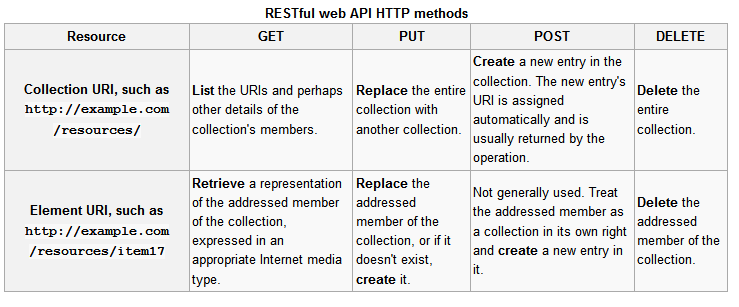 RESTful web API HTTP methods
Resource GET PUT POST DELETE
Collection URI, such as
http://example.com
/resources/
List the URIs and perhaps
other details of the
collection's members.
Replace the entire
collection with
another collection.
Create a new entry in the
collection. The new entry's
URI is assigned
automatically and is
usually returned by the
operation.
Delete the
entire
collection.
Element URI, such as
http://example.com
/resources/item17
Retrieve a representation
of the addressed member
of the collection,
expressed in an
appropriate Internet media
type.
Replace the
addressed
member of the
collection, or if it
doesn't exist,
create it.
Not generally used. Treat
the addressed member as
a collection in its own right
and create a new entry in
it.
Delete the
addressed
member of the
collection.